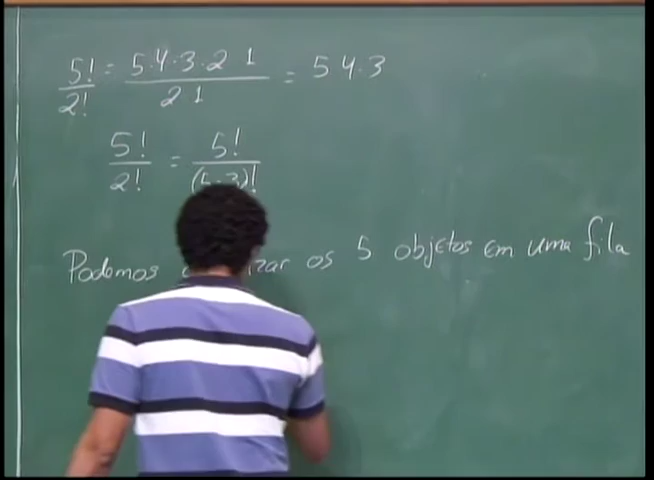 5!/2! = 5.4.3.2 1/2 1 = 5 4.3
5!/2! = 5!/(5-3)!
Podemos os 5 objetos em uma fila